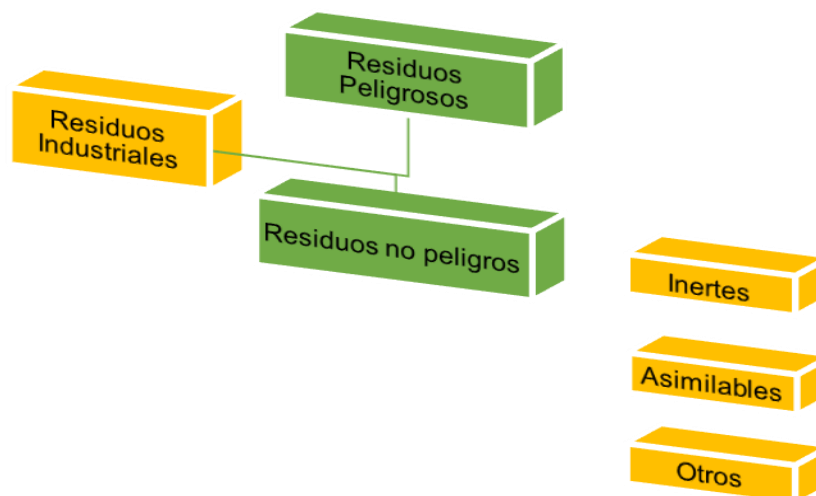 Residuos
Peligrosos
Residuos
Industriales
Residuos no peligros
Inertes
Asimilables
Otros